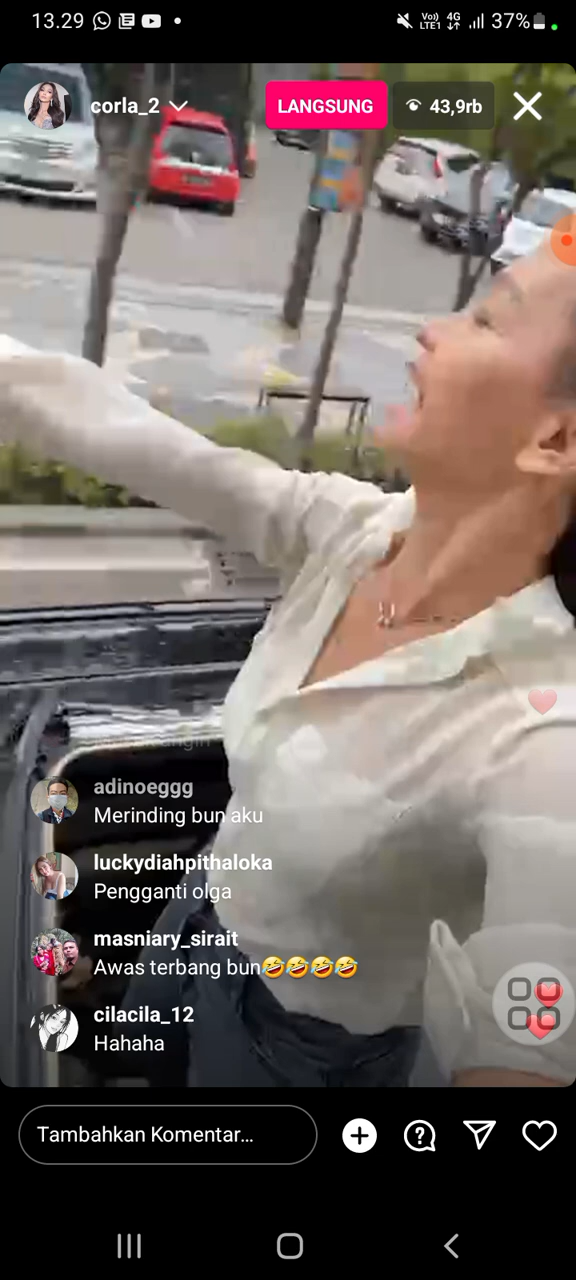 13.29
Vo)) 4G
LTE1
37%
corla_2
LANGSUNG
43,9rb
adinoeggg
Merinding bun aku
luckydiahpithaloka
Pengganti olga
masniary_sirait
Awas terbang bun🤣🤣🤣🤣
cilacila_12
Hahaha
Tambahkan Komentar...